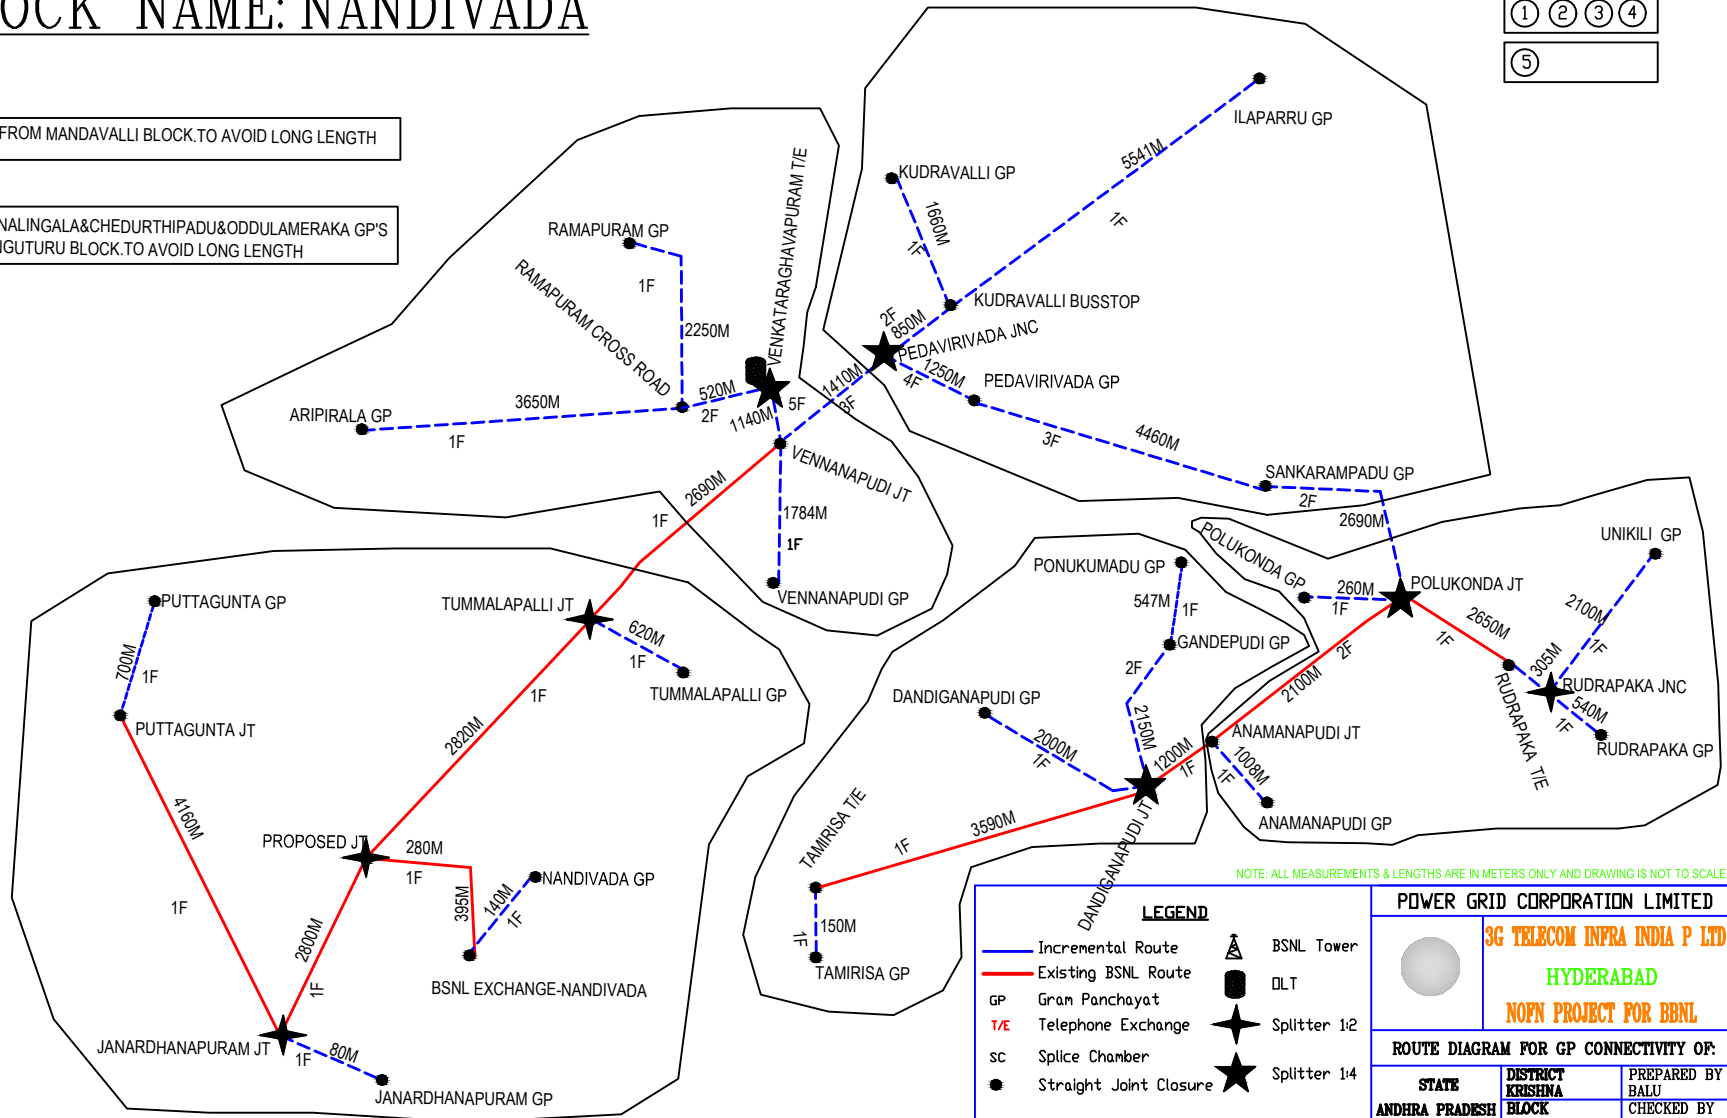 OCK NAME: NANDIVADA
1 2 3 4
5
FROM MANDAVALLI BLOCK.TO AVOID LONG LENGTH
NALINGALA&CHEDURTHIPADU&ODDULAMERAKA GP'S
NGUTURU BLOCK.TO AVOID LONG LENGTH
ILAPARRU GP
5541M
1F
KUDRAVALLI GP
1660M
1F
KUDRAVALLI BUSSTOP
2F
850M
PEDAVIRIVADA JNC
1250M
4F
PEDAVIRIVADA GP
4460M
3F
SANKARAMPADU GP
2F
2690M
RAMAPURAM GP
1F
2250M
RAMAPURAM CROSS ROAD
VENKATARAGHAVAPURAM T/E
520M
2F
5F
1140M
1410M
3F
ARIPIRALA GP
3650M
1F
VENNANAPUDI JT
2690M
1F
1784M
1F
VENNANAPUDI GP
TUMMALAPALLI JT
620M
1F
TUMMALAPALLI GP
PUTTAGUNTA GP
700M
1F
PUTTAGUNTA JT
2820M
1F
4160M
1F
PROPOSED JT
280M
1F
395M
140M
1F
NANDIVADA GP
BSNL EXCHANGE-NANDIVADA
2800M
1F
JANARDHANAPURAM JT
1F
80M
JANARDHANAPURAM GP
PONUKUMADU GP
547M
1F
GANDEPUDI GP
2F
2150M
DANDIGANAPUDI GP
2000M
1F
1200M
1F
DANDIGANAPUDI JT
TAMIRISA T/E
3590M
1F
150M
1F
TAMIRISA GP
POLUKONDA GP
260M
1F
POLUKONDA JT
2100M
2F
ANAMANAPUDI JT
1008M
1F
ANAMANAPUDI GP
2650M
1F
UNIKILI GP
2100M
1F
305M
RUDRAPAKA JNC
540M
1F
RUDRAPAKA GP
RUDRAPAKA T/E
NOTE: ALL MEASUREMENTS & LENGTHS ARE IN METERS ONLY AND DRAWING IS NOT TO SCALE
LEGEND
Incremental Route
Existing BSNL Route
GP Gram Panchayat
T/E Telephone Exchange
SC Splice Chamber
Straight Joint Closure
BSNL Tower
OLT
Splitter 1:2
Splitter 1:4
POWER GRID CORPORATION LIMITED
3G TELECOM INFRA INDIA P LTD
HYDERABAD
NOFN PROJECT FOR BBNL
ROUTE DIAGRAM FOR GP CONNECTIVITY OF:
STATE
ANDHRA PRADESH
DISTRICT
KRISHNA
BLOCK
PREPARED BY
BALU
CHECKED BY